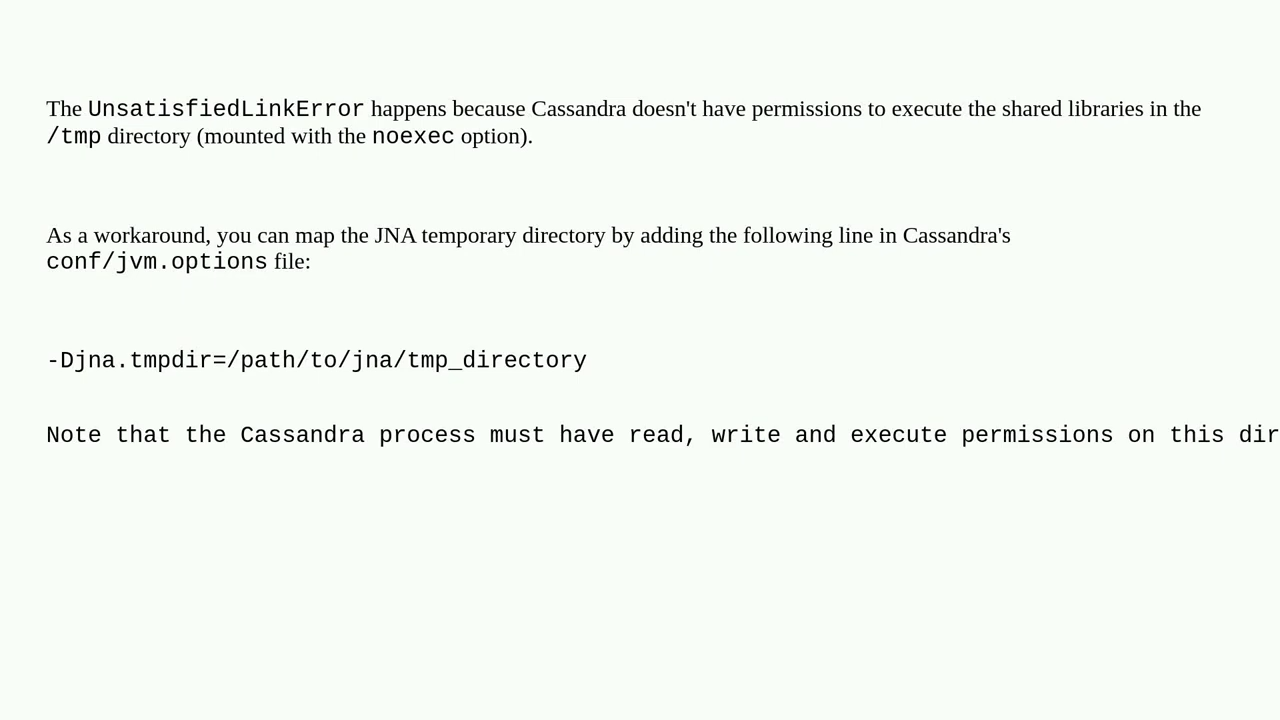 The UnsatisfiedLinkError happens because Cassandra doesn't have permissions to execute the shared libraries in the
/tmp directory (mounted with the noexec option).
As a workaround, you can map the JNA temporary directory by adding the following line in Cassandra's
conf/jvm.options file:
-Djna.tmpdir=/path/to/jna/tmp_directory
Note that the Cassandra process must have read, write and execute permissions on this